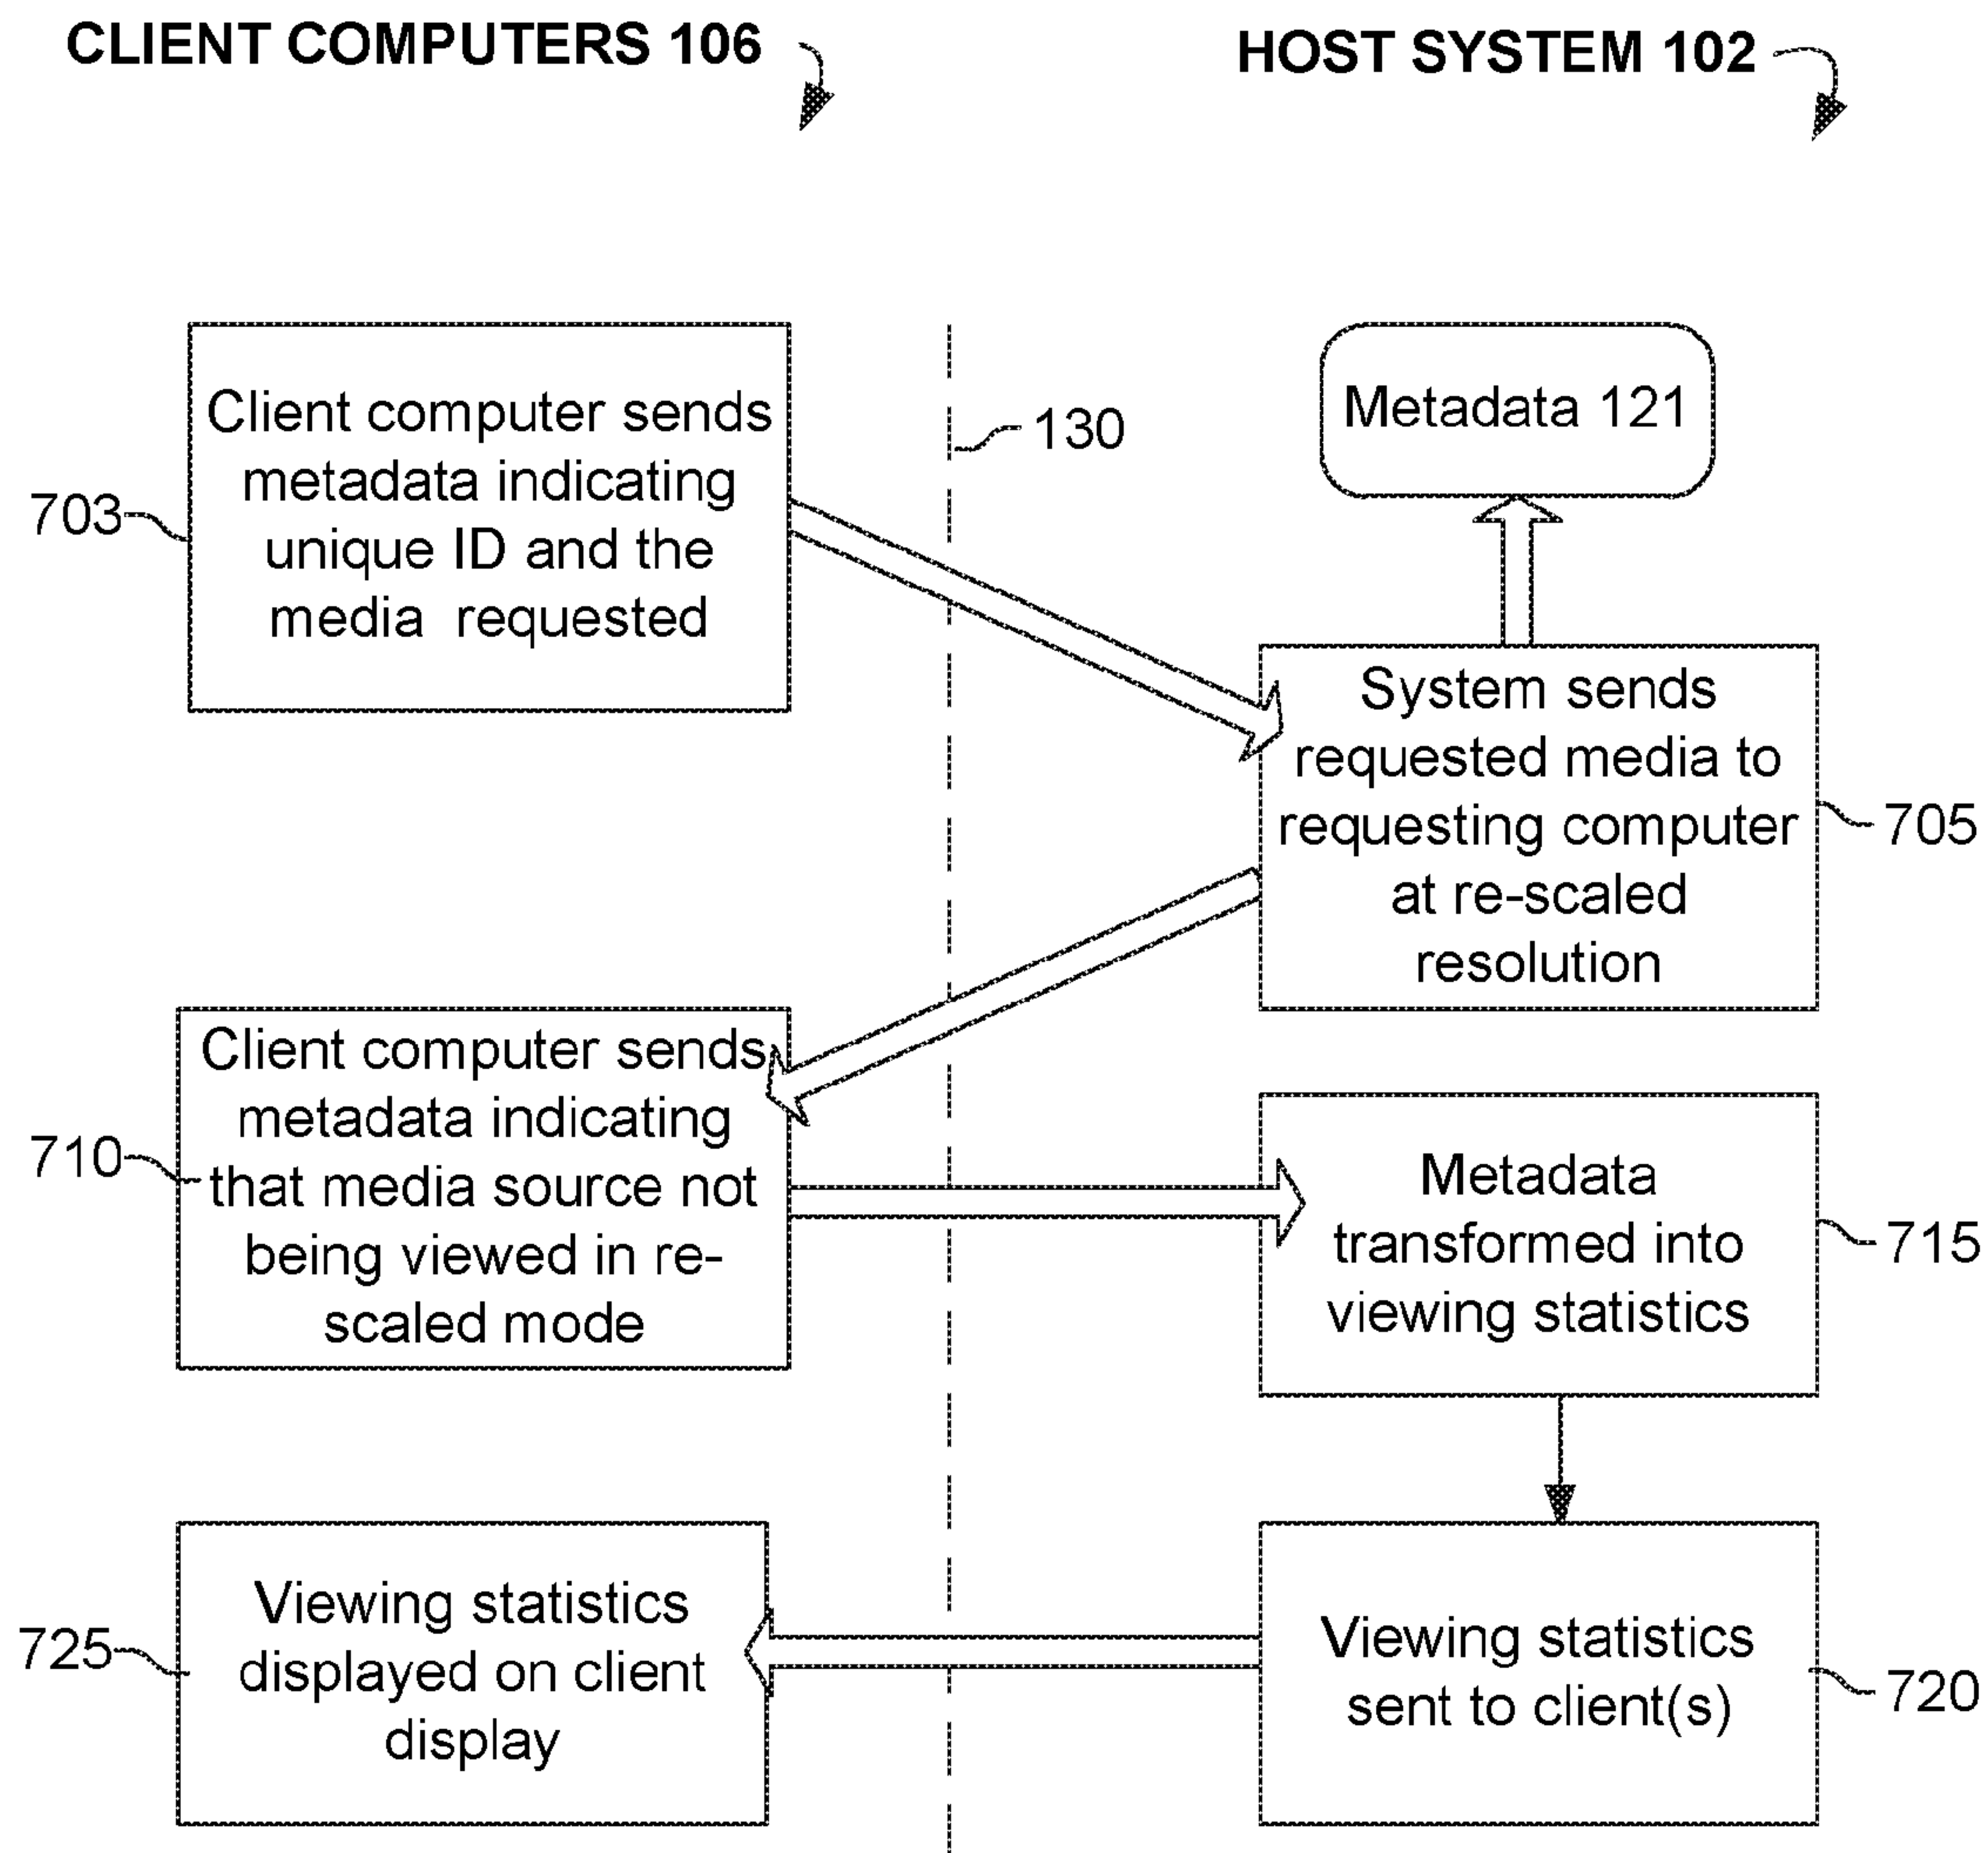 CLIENT COMPUTERS 106
HOST SYSTEM 102
Client computer sends
metadata indicating
unique ID and the
media requested
703
130
Metadata 121
System sends
requested media to
requesting computer
at re-scaled
resolution
705
Client computer sends
metadata indicating
that media source not
being viewed in re-
scaled mode
710
Metadata
transformed into
viewing statistics
715
Viewing statistics
displayed on client
display
725
Viewing statistics
sent to client(s)
720